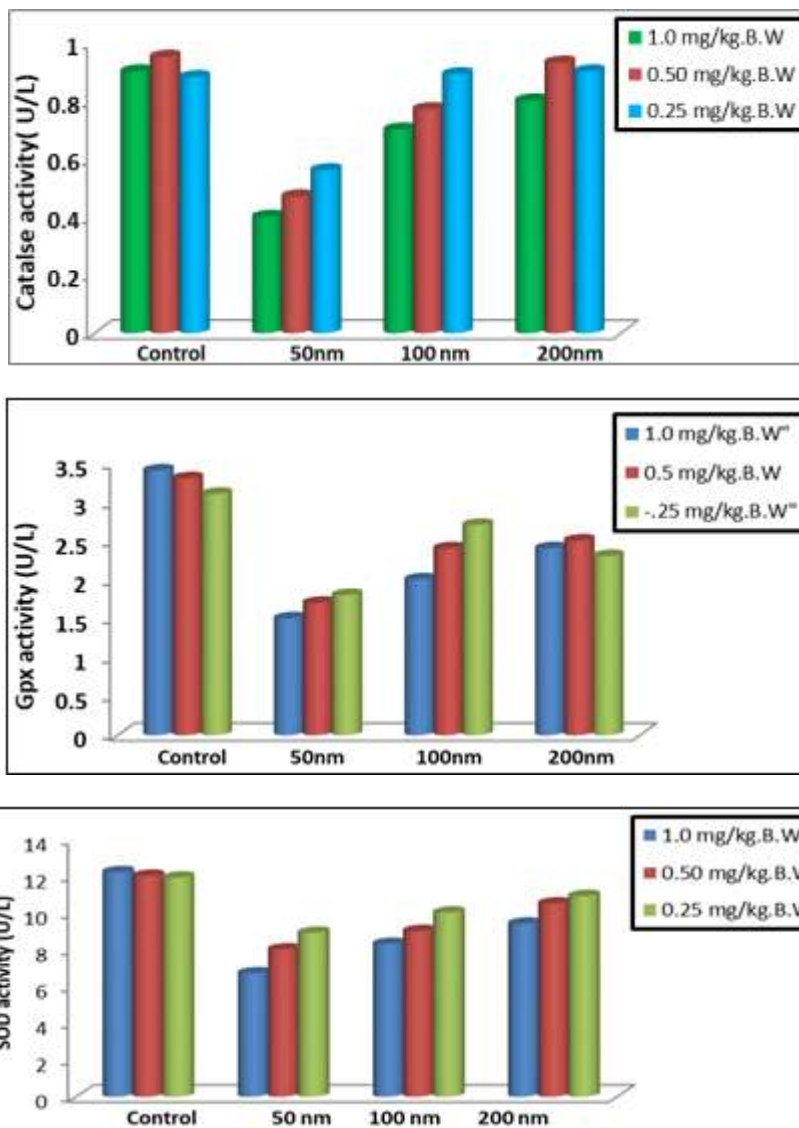 1.0 mg/kg.B.W
0.50 mg/kg.B.W
0.25 mg/kg.B.W
Catalse activity( U/L)
1
0.8
0.6
0.4
0.2
0
Control 50nm 100 nm 200nm
1.0 mg/kg.B.W"
0.5 mg/kg.B.W
-.25 mg/kg.B.W"
Gpx activity (U/L)
3.5
3
2.5
2
1.5
1
0.5
0
Control 50nm 100nm 200nm
1.0 mg/kg.B.W
0.50 mg/kg.B.
0.25 mg/kg.B.
SOD activity (U/L)
14
12
10
8
6
4
2
0
Control 50 nm 100 nm 200 nm